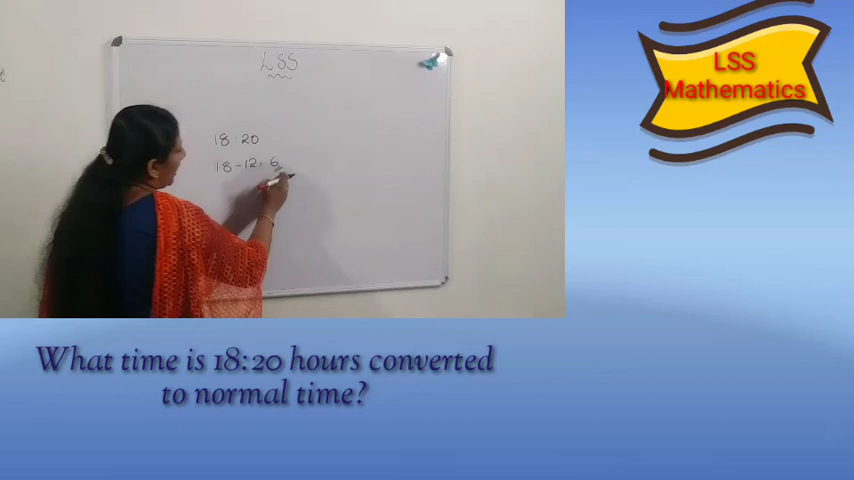 LSS
18:20
18-12=6
LSS
Mathematics
What time is 18:20 hours converted
to normal time?